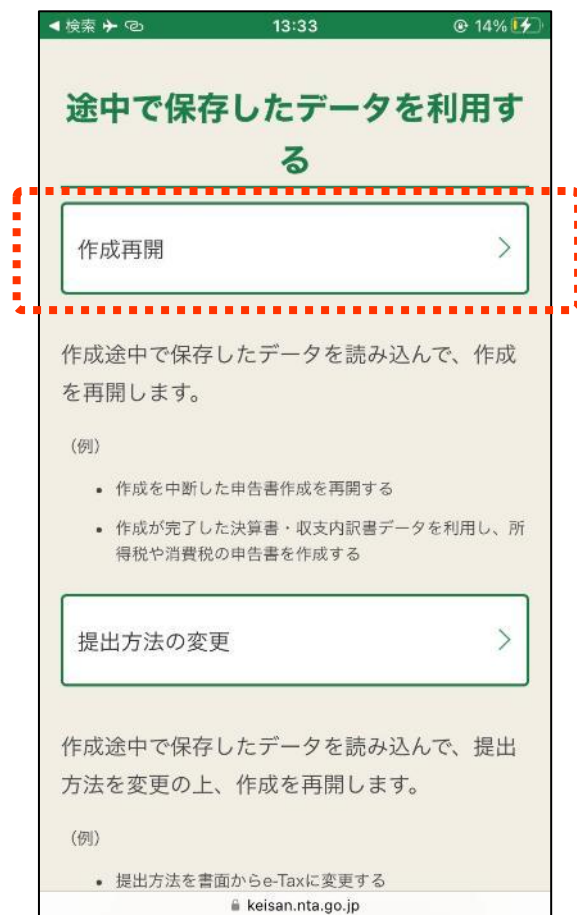 検索
13:33
14%
途中で保存したデータを利用す
る
作成再開
作成途中で保存したデータを読み込んで、作成
を再開します。
（例）
• 作成を中断した申告書作成を再開する
• 作成が完了した決算書・収支内訳書データを利用し、所
得税や消費税の申告書を作成する
提出方法の変更
作成途中で保存したデータを読み込んで、提出
方法を変更の上、作成を再開します。
（例）
• 提出方法を書面からe-Taxに変更する
keisan.nta.go.jp